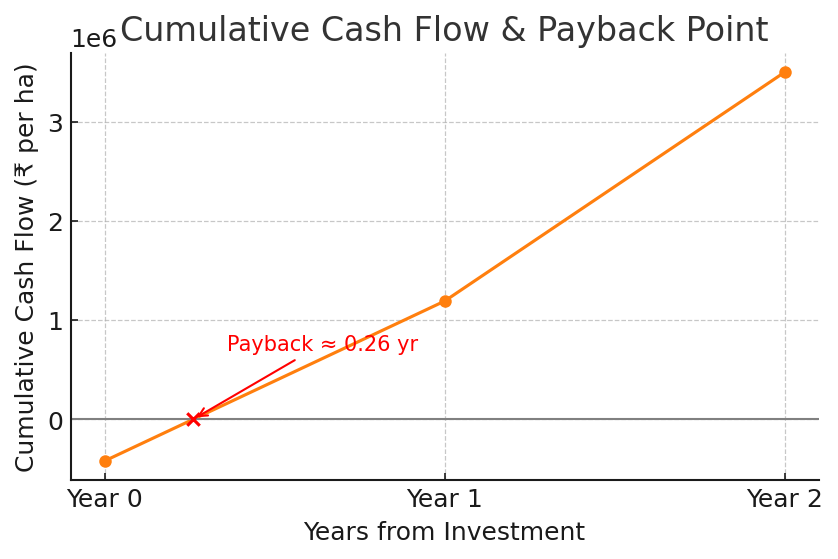 Cumulative Cash Flow & Payback Point
1e6
Cumulative Cash Flow (₹ per ha)
3
2
1
0
Payback ≈ 0.26 yr
Year 0 Year 1 Year 2
Years from Investment